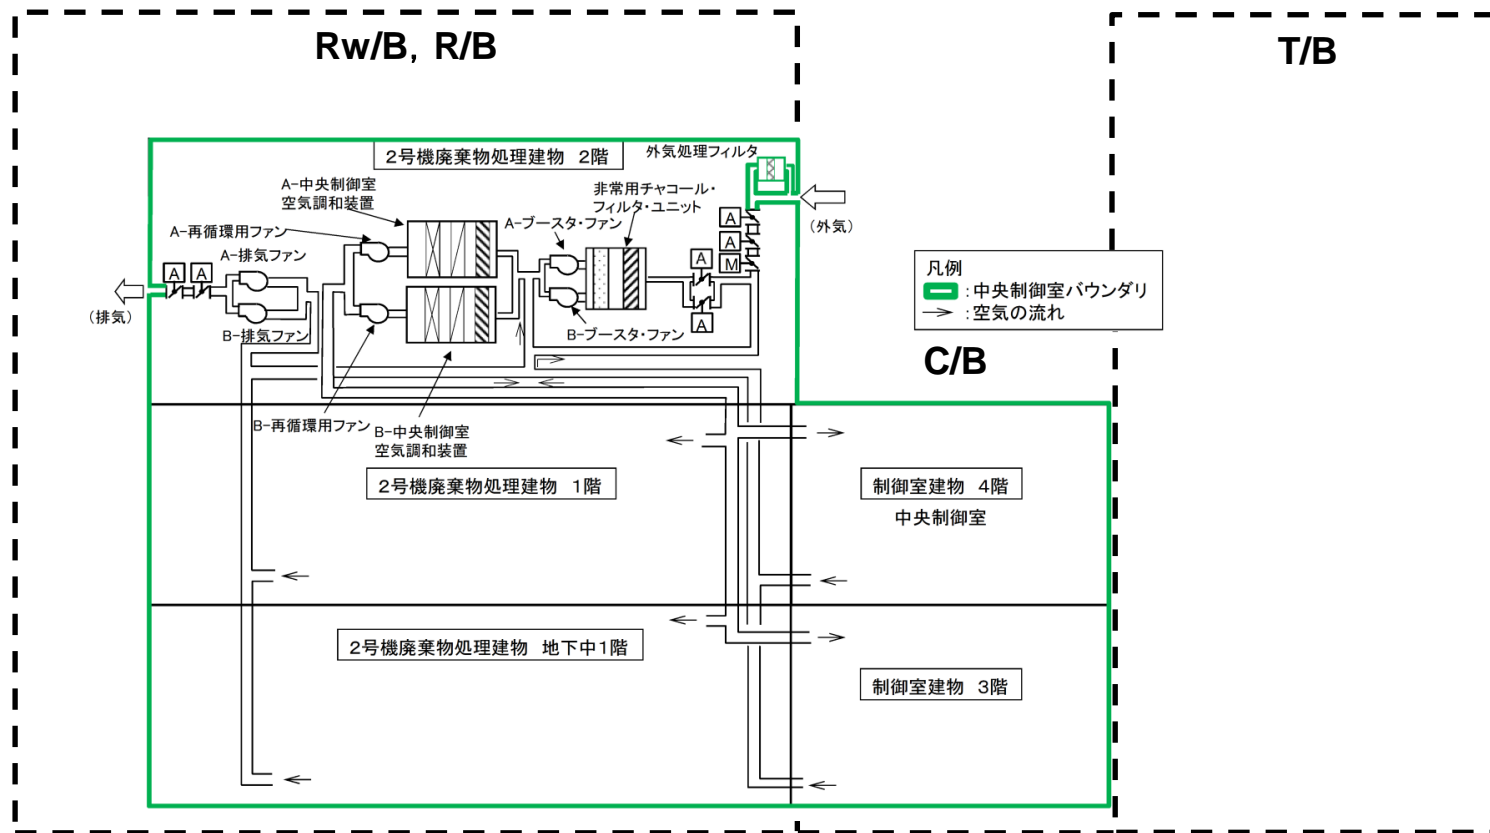 Rw/B，R/B
T/B
2号機廃棄物処理建物　2階
外気処理フィルタ
A-中央制御室
空気調和装置
非常用チャコール・
フィルタ・ユニット
A-再循環用ファン
A-ブースタ・ファン
A-排気ファン
A
A
M
A
A
A
A
（外気）
（排気）
B-排気ファン
B-ブースタ・ファン
凡例
：中央制御室バウンダリ
：空気の流れ
C/B
B-再循環用ファン
B-中央制御室
空気調和装置
2号機廃棄物処理建物　1階
制御室建物　4階
中央制御室
2号機廃棄物処理建物　地下中1階
制御室建物　3階